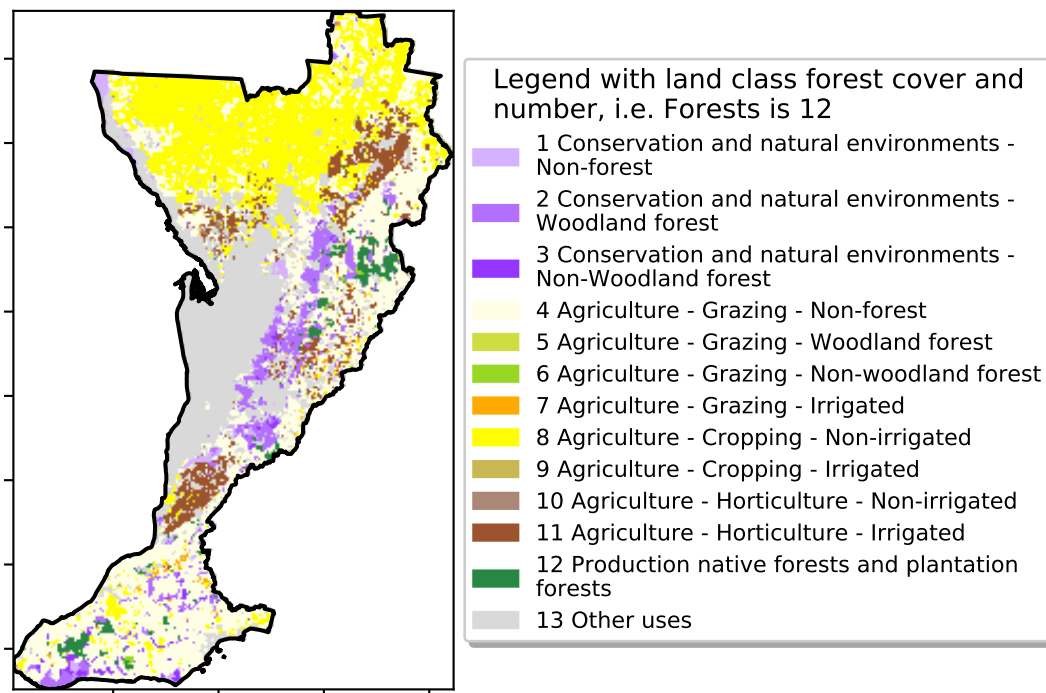 Legend with land class forest cover and
number, i.e. Forests is 12
1 Conservation and natural environments -
Non-forest
2 Conservation and natural environments -
Woodland forest
3 Conservation and natural environments -
Non-Woodland forest
4 Agriculture - Grazing - Non-forest
5 Agriculture - Grazing - Woodland forest
6 Agriculture - Grazing - Non-woodland forest
7 Agriculture - Grazing - Irrigated
8 Agriculture - Cropping - Non-irrigated
9 Agriculture - Cropping - Irrigated
10 Agriculture - Horticulture - Non-irrigated
11 Agriculture - Horticulture - Irrigated
12 Production native forests and plantation
forests
13 Other uses